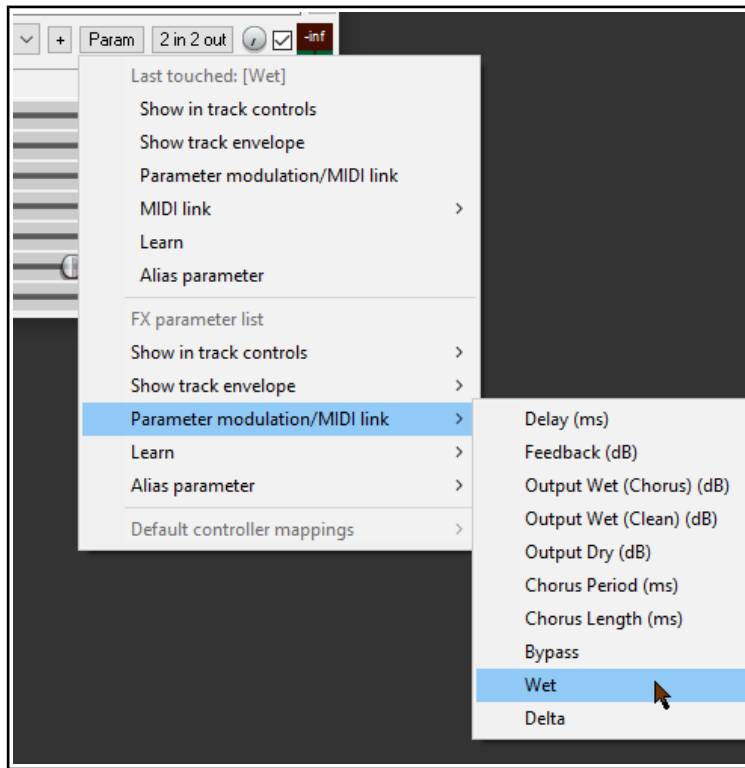 + Param 2 in 2 out -inf
Last touched: [Wet]
Show in track controls
Show track envelope
Parameter modulation/MIDI link
MIDI link
Learn
Alias parameter
FX parameter list
Show in track controls
Show track envelope
Parameter modulation/MIDI link
Learn
Alias parameter
Default controller mappings
Delay (ms)
Feedback (dB)
Output Wet (Chorus) (dB)
Output Wet (Clean) (dB)
Output Dry (dB)
Chorus Period (ms)
Chorus Length (ms)
Bypass
Wet
Delta